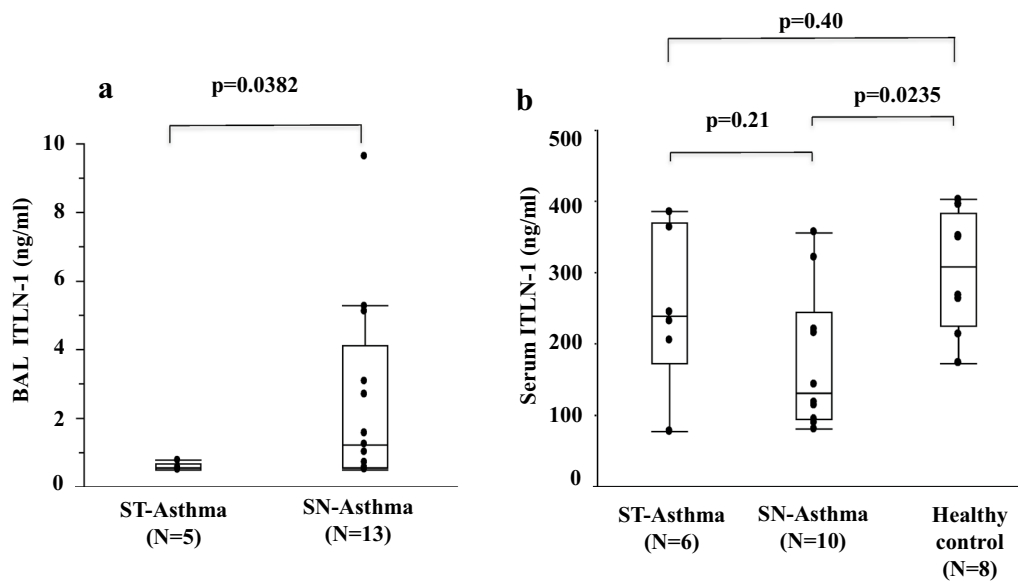 a
p=0.0382
BAL ITLN-1 (ng/ml)
10
8
6
4
2
0
ST-Asthma
(N=5)
SN-Asthma
(N=13)
b
p=0.40
p=0.21
p=0.0235
Serum ITLN-1 (ng/ml)
500
400
300
200
100
0
ST-Asthma
(N=6)
SN-Asthma
(N=10)
Healthy
control
(N=8)